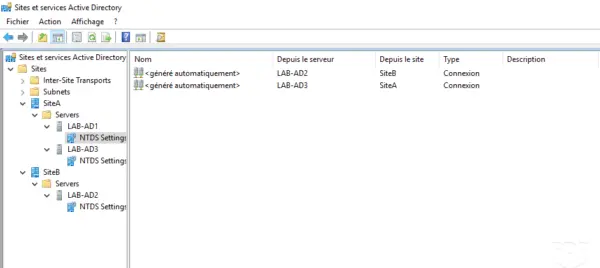 Sites et services Active Directory
Fichier Action Affichage ?
Sites et services Active Directory
Sites
Inter-Site Transports
Subnets
SiteA
Servers
LAB-AD1
NTDS Settings
LAB-AD3
NTDS Settings
SiteB
Servers
LAB-AD2
NTDS Settings
Nom Depuis le serveur Depuis le site Type Description
<généré automatiquement> LAB-AD2 SiteB Connexion
<généré automatiquement> LAB-AD3 SiteA Connexion